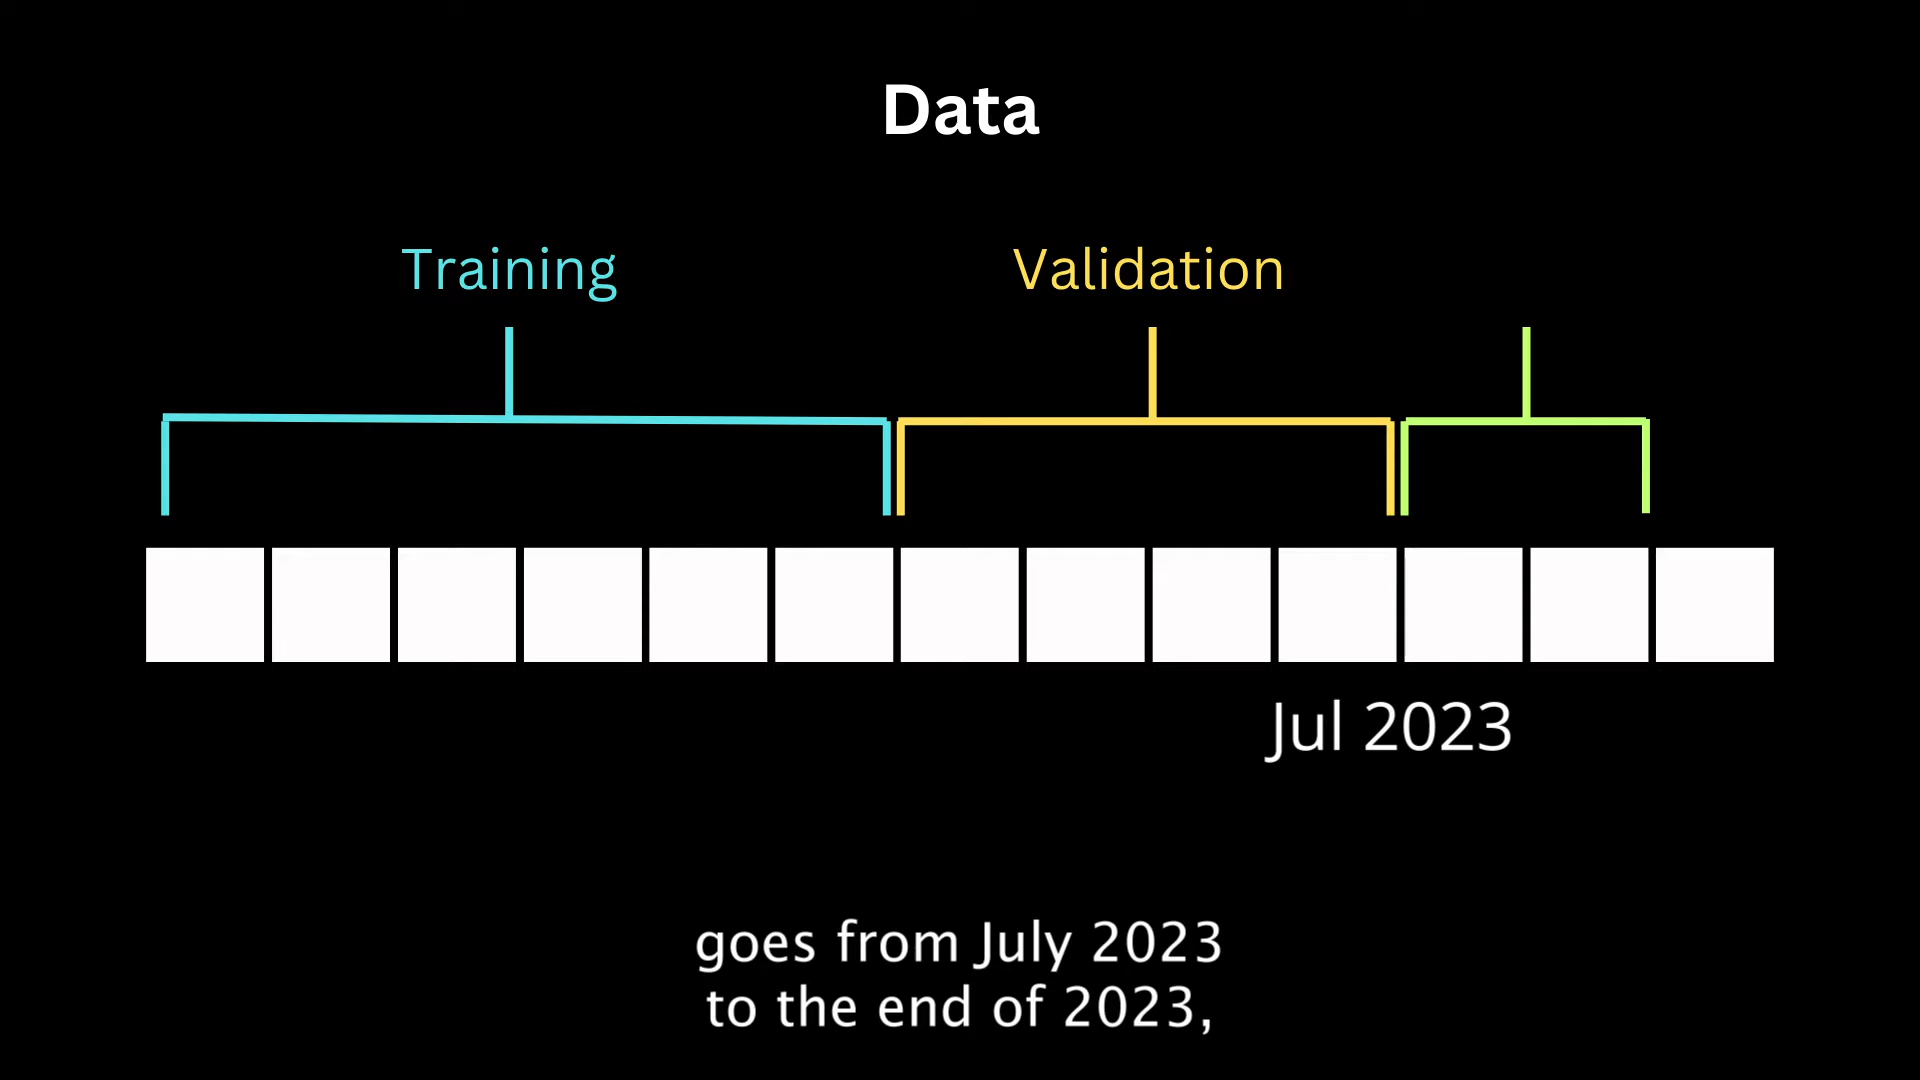 Data
Training
Validation
Jul 2023
goes from July 2023
to the end of 2023,